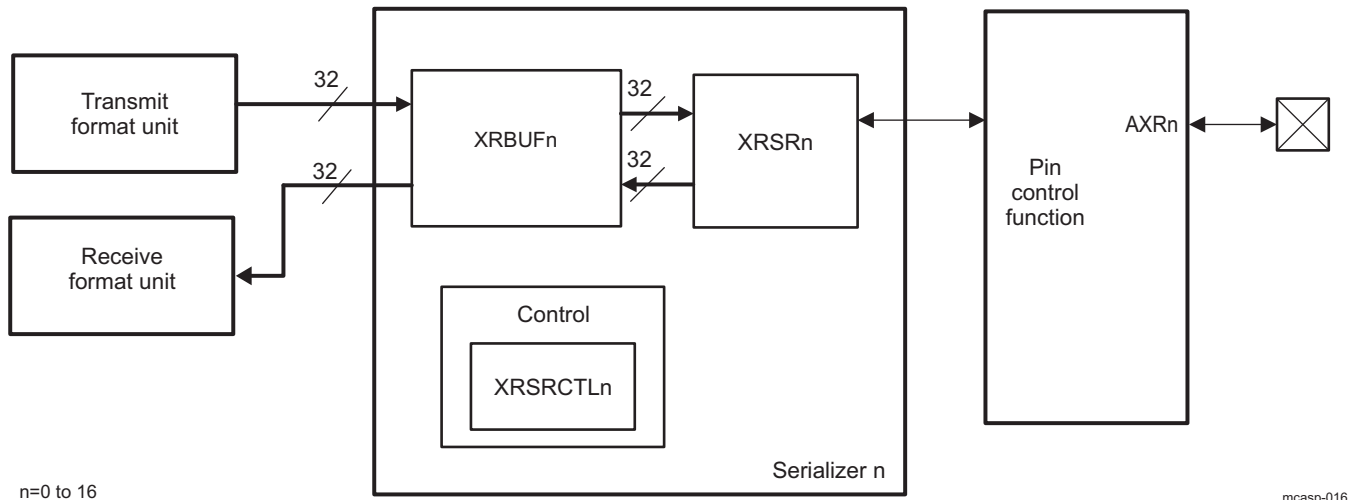 Transmit
format unit
32
32
Receive
format unit
XRBUFn
32
32
XRSRn
Control
XRSRCTLn
Serializer n
AXRn
Pin
control
function
n=0 to 16
mcasp-016